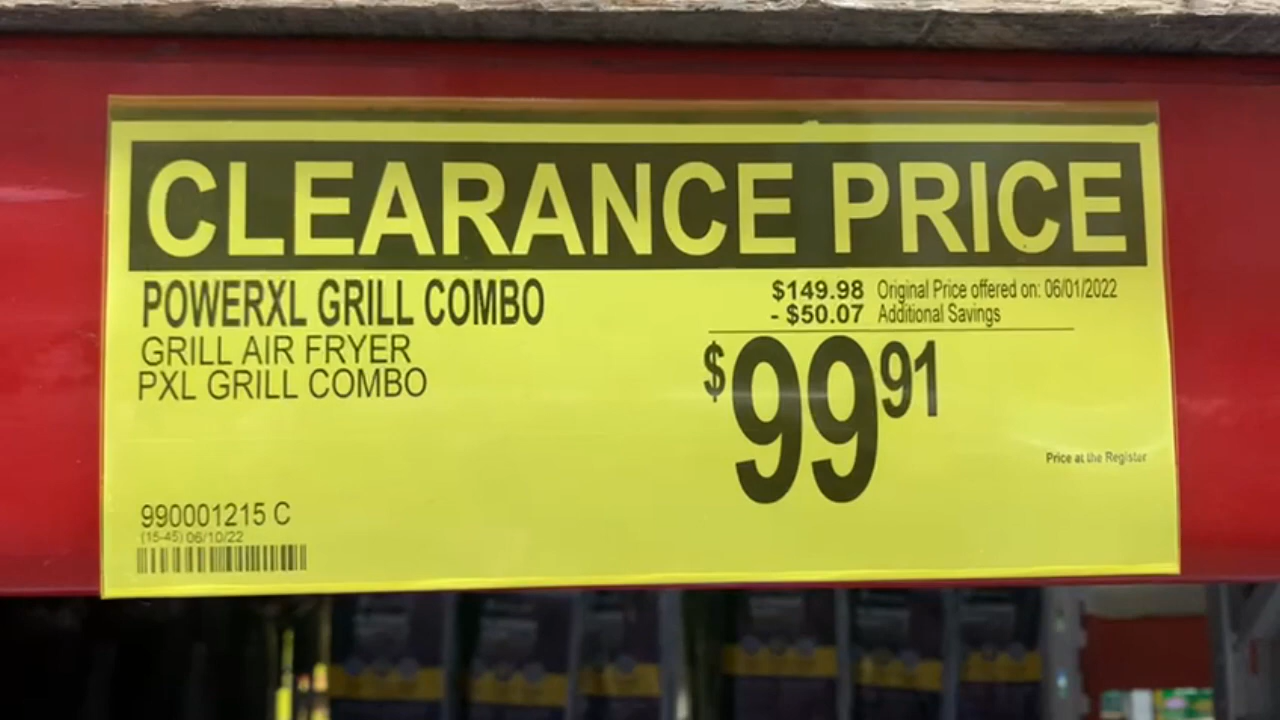 CLEARANCE PRICE
POWERXL GRILL COMBO
GRILL AIR FRYER
PXL GRILL COMBO
$149.98 Original Price offered on: 06/01/2022
- $50.07 Additional Savings
$99 91
Price at the Register
990001215 C
(15-45) 06/10/22